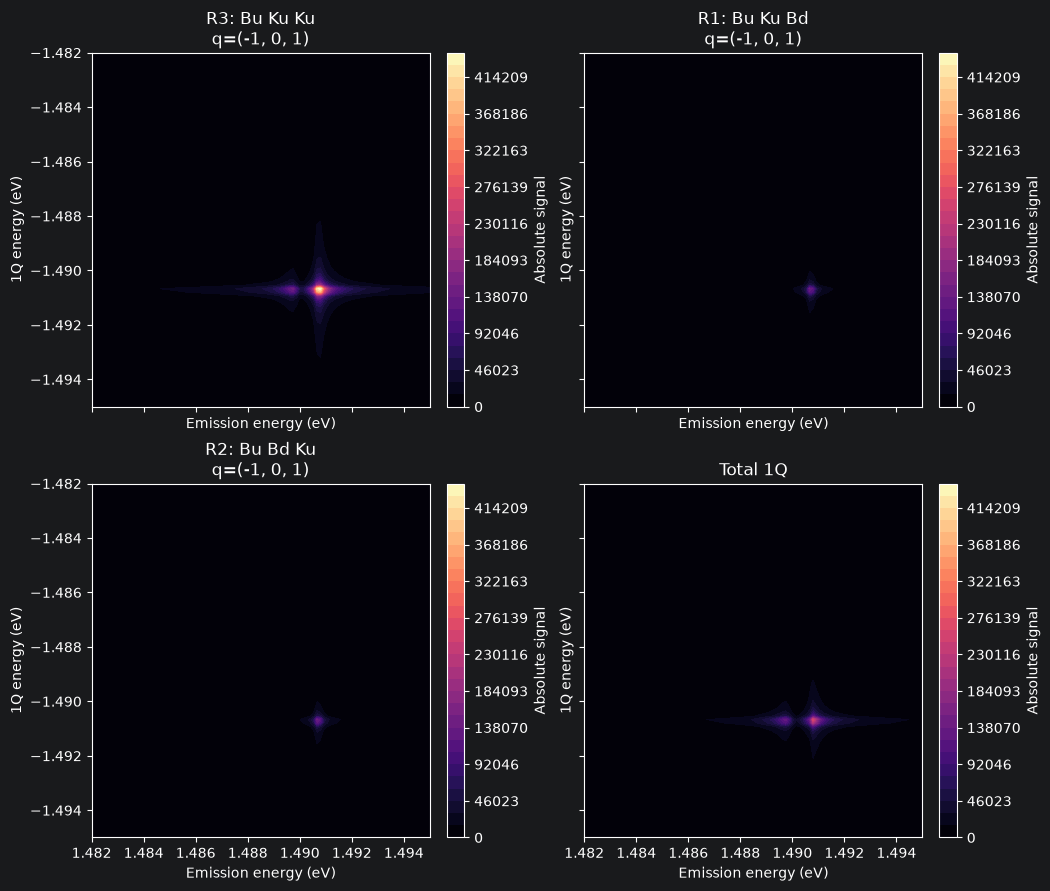 R3: Bu Ku Ku
q=(-1, 0, 1)
−1.482
−1.484
−1.486
−1.488
−1.490
−1.492
−1.494
1Q energy (eV)
Emission energy (eV)
414209
368186
322163
276139
230116
184093
138070
92046
46023
0
Absolute signal
R1: Bu Ku Bd
q=(-1, 0, 1)
1Q energy (eV)
Emission energy (eV)
414209
368186
322163
276139
230116
184093
138070
92046
46023
0
Absolute signal
R2: Bu Bd Ku
q=(-1, 0, 1)
−1.482
−1.484
−1.486
−1.488
−1.490
−1.492
−1.494
1Q energy (eV)
1.482 1.484 1.486 1.488 1.490 1.492 1.494
Emission energy (eV)
414209
368186
322163
276139
230116
184093
138070
92046
46023
0
Absolute signal
Total 1Q
1Q energy (eV)
1.482 1.484 1.486 1.488 1.490 1.492 1.494
Emission energy (eV)
414209
368186
322163
276139
230116
184093
138070
92046
46023
0
Absolute signal